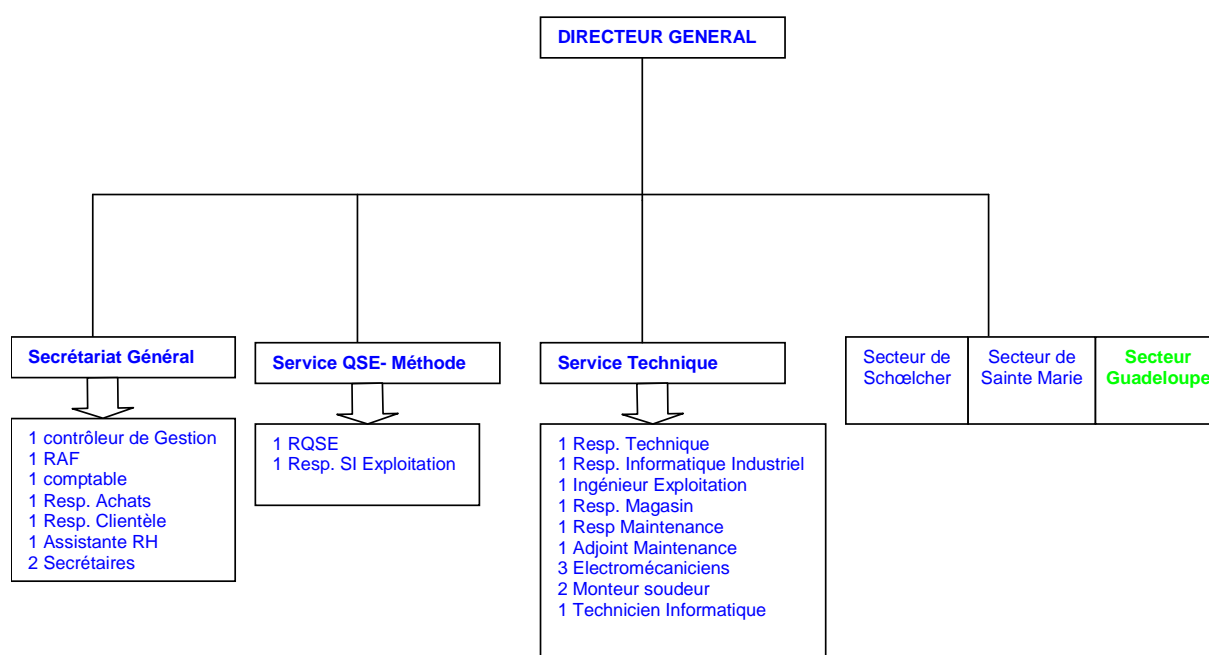 DIRECTEUR GENERAL
Secrétariat Général
1 contrôleur de Gestion
1 RAF
1 comptable
1 Resp. Achats
1 Resp. Clientèle
1 Assistante RH
2 Secrétaires
Service QSE- Méthode
1 RQSE
1 Resp. SI Exploitation
Service Technique
1 Resp. Technique
1 Resp. Informatique Industriel
1 Ingénieur Exploitation
1 Resp. Magasin
1 Resp Maintenance
1 Adjoint Maintenance
3 Electromécaniciens
2 Monteur soudeur
1 Technicien Informatique
Secteur de
Schœlcher
Secteur de
Sainte Marie
Secteur
Guadeloupe